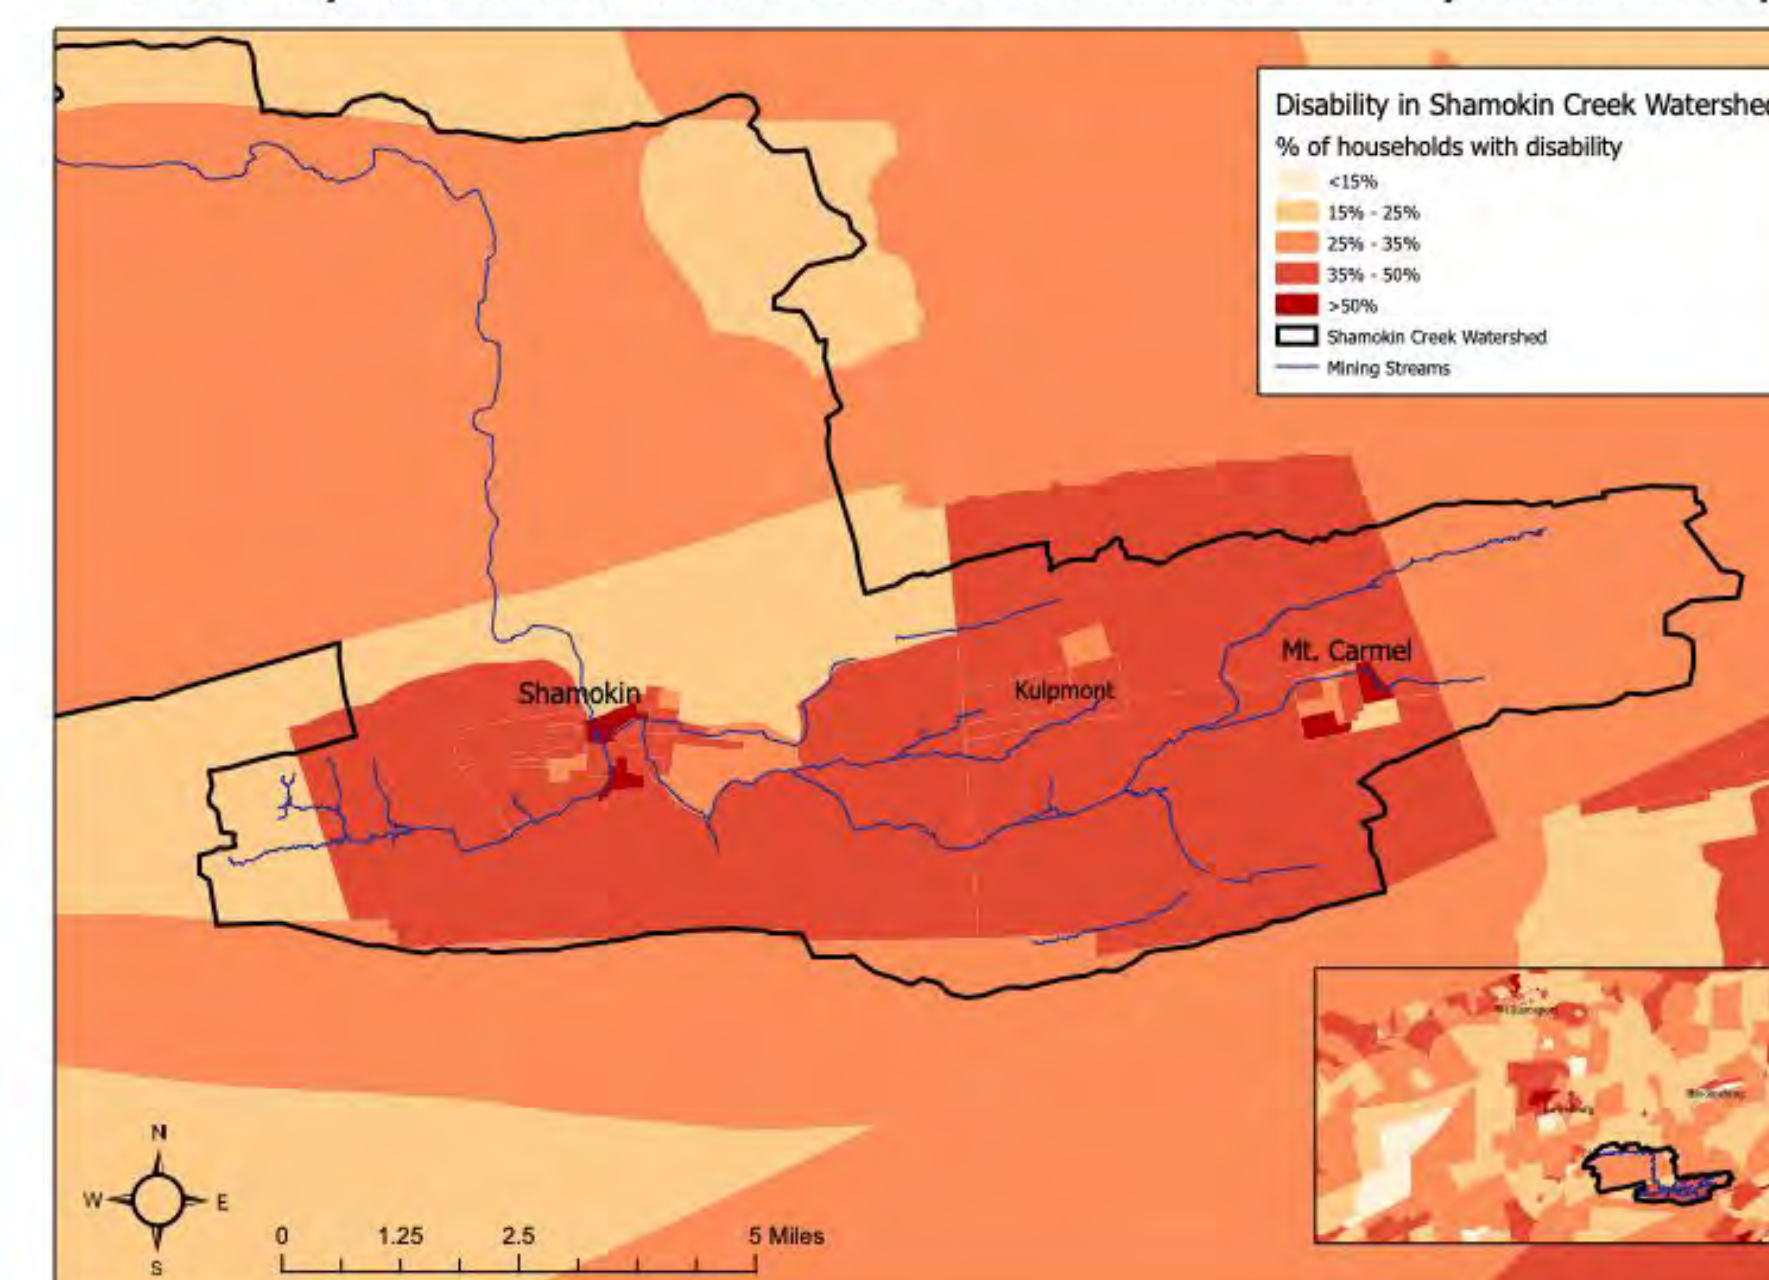 Disability in Shamokin Creek Watershed
% of households with disability
<15%
15% - 25%
25% - 35%
35% - 50%
>50%
Shamokin Creek Watershed
Mining Streams
Mt. Carmel
Shamokin
Kulpmont
N
W
E
S
0 1.25 2.5 5 Miles